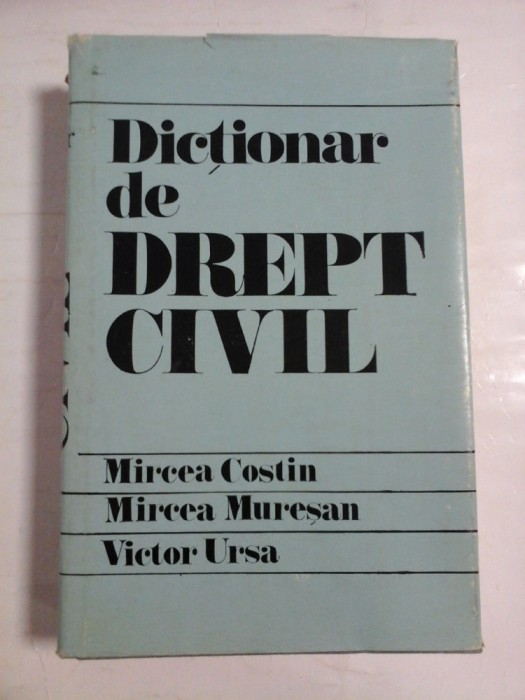 Dicționar
de
DREPT
CIVIL
Mircea Costin
Mircea Mureșan
Victor Ursa